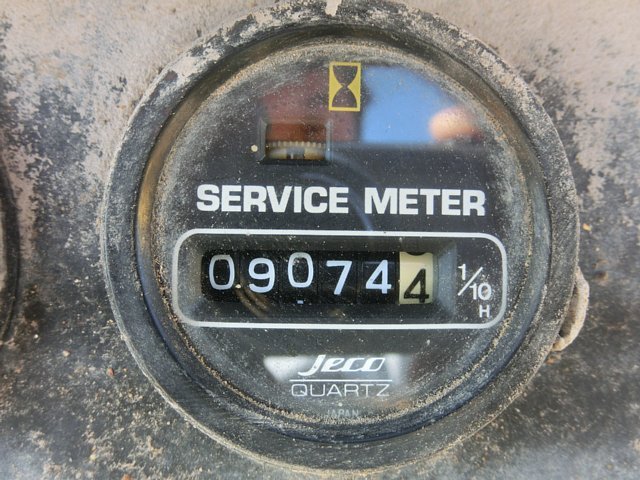 SERVICE METER
090744 1/10 H
Jeco
QUARTZ
JAPAN